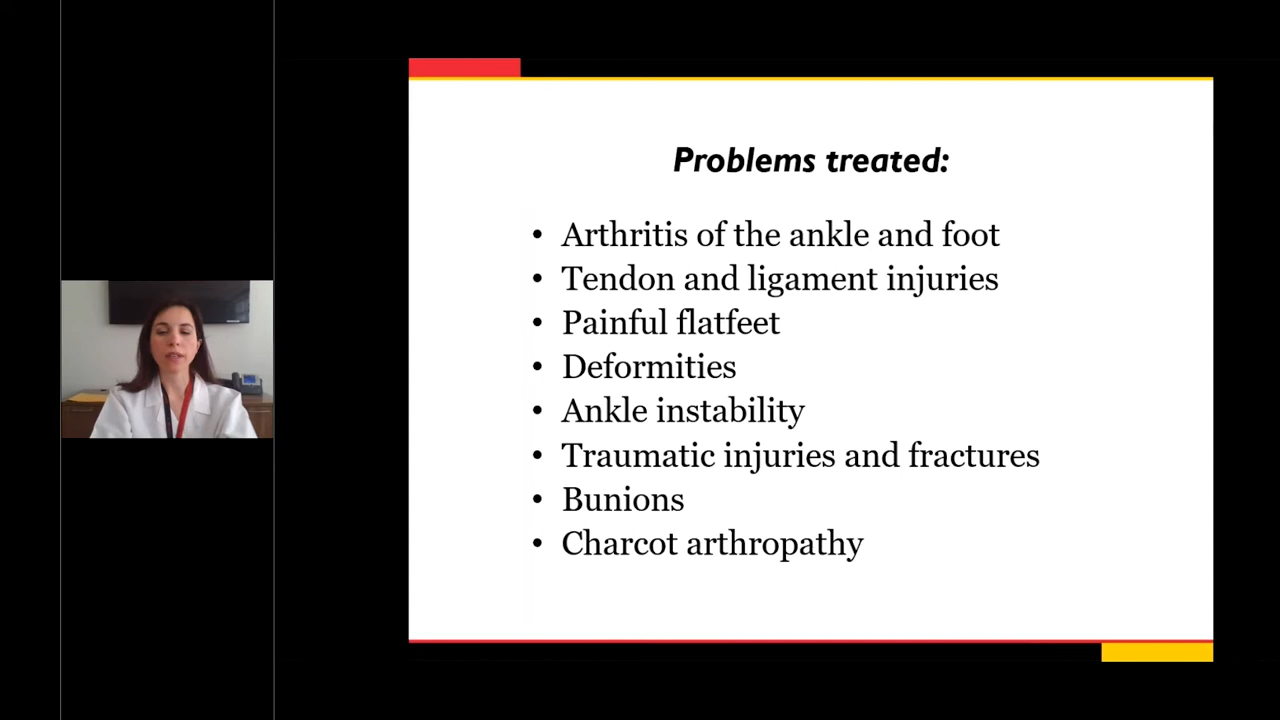 Problems treated:
• Arthritis of the ankle and foot
• Tendon and ligament injuries
• Painful flatfeet
• Deformities
• Ankle instability
• Traumatic injuries and fractures
• Bunions
• Charcot arthropathy